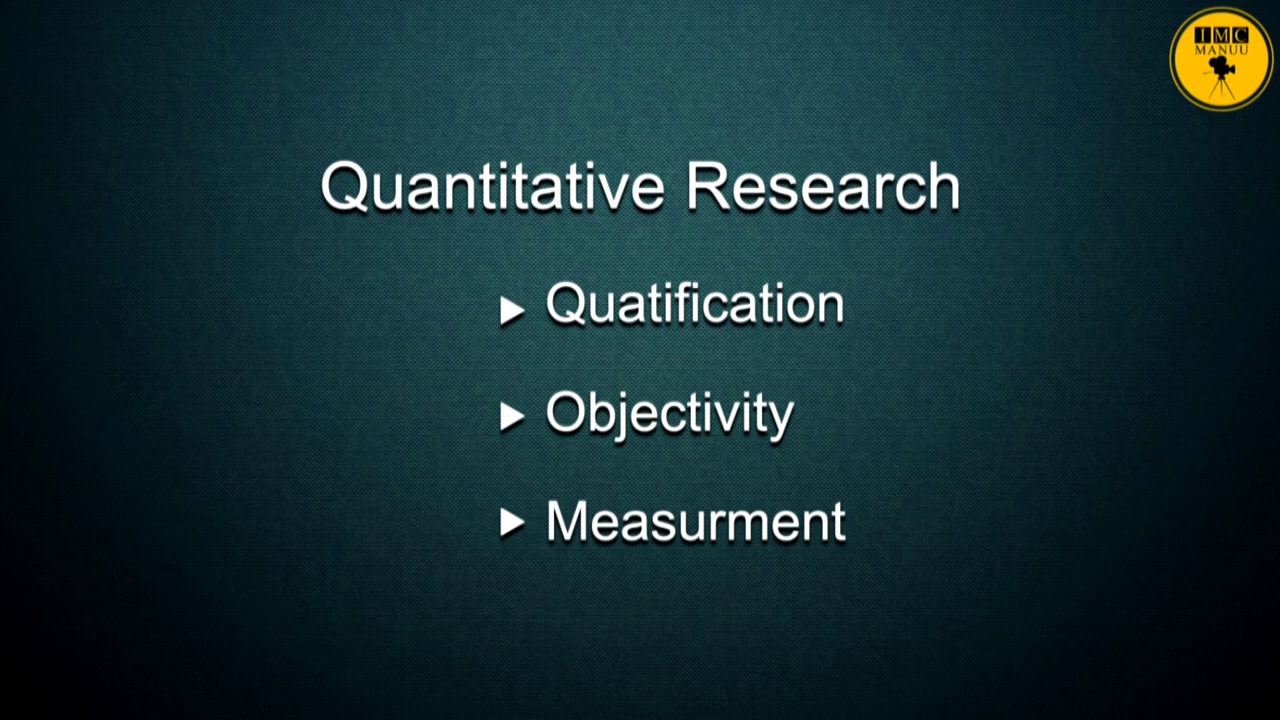 IMC
MANUU
Quantitative Research
Quatification
Objectivity
Measurment